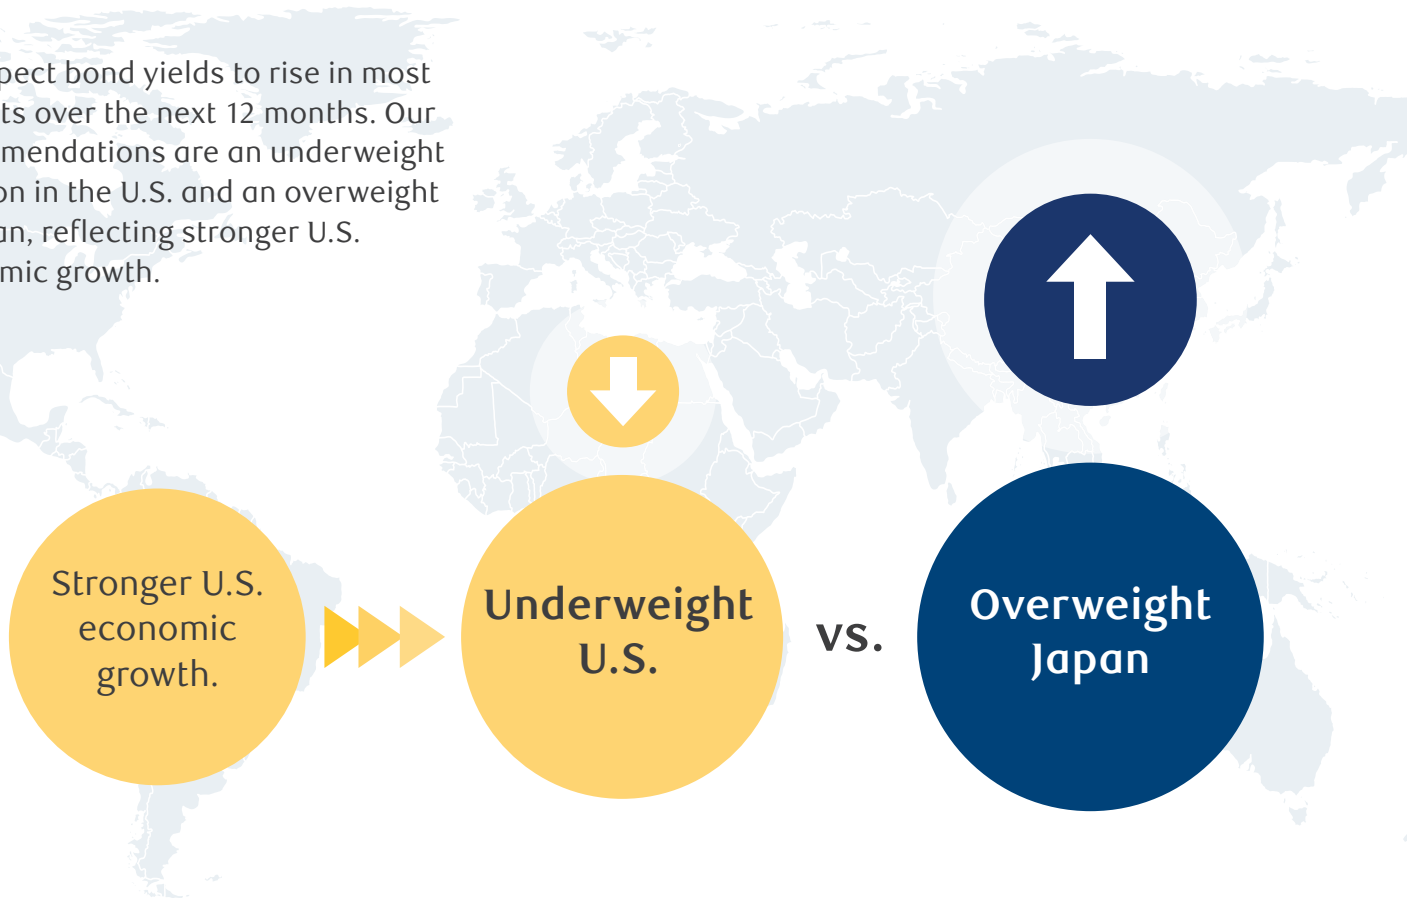 pect bond yields to rise in most
ts over the next 12 months. Our
mendations are an underweight
on in the U.S. and an overweight
an, reflecting stronger U.S.
mic growth.
Stronger U.S.
economic
growth.
Underweight
U.S.
vs.
Overweight
Japan